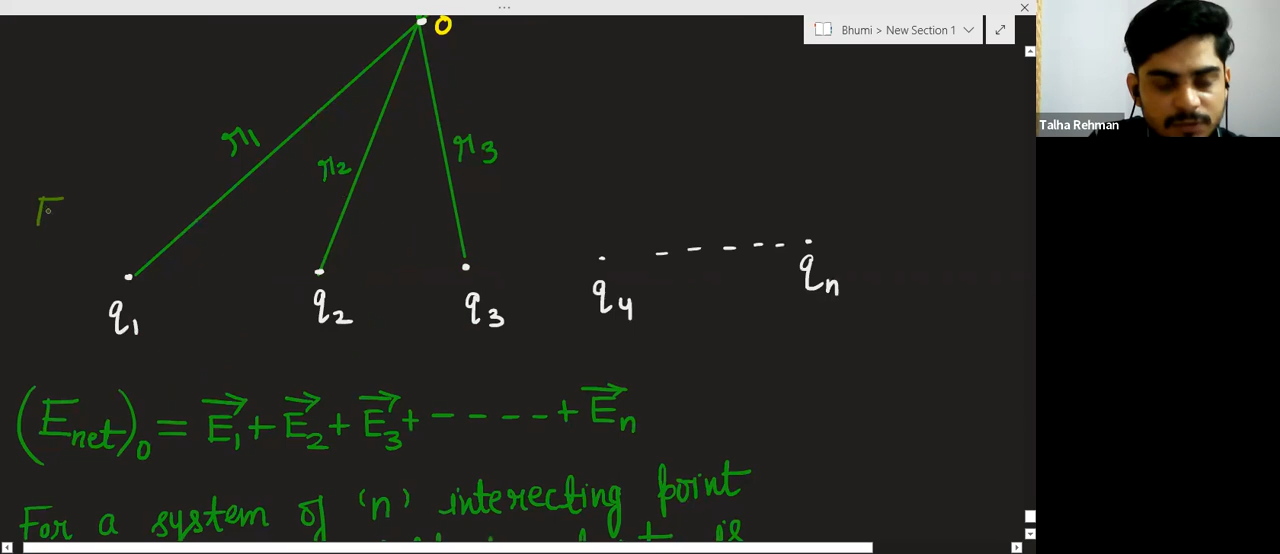 Bhumi > New Section 1
O
Talha Rehman
r1
r2
r3
E
q1
q2
q3
q4
qn
(Enet)0 = E1 + E2 + E3 + ---- + En
For a system of 'n' interecting point
is